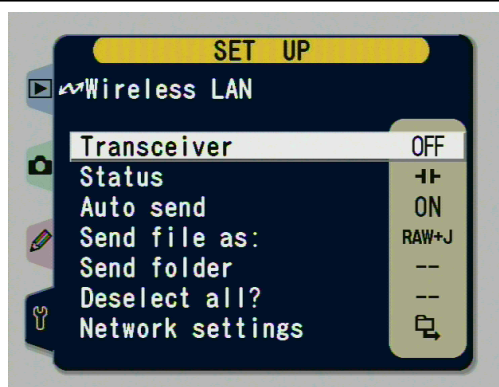 SET UP
Wireless LAN
Transceiver OFF
Status
Auto send ON
Send file as: RAW+J
Send folder --
Deselect all? --
Network settings